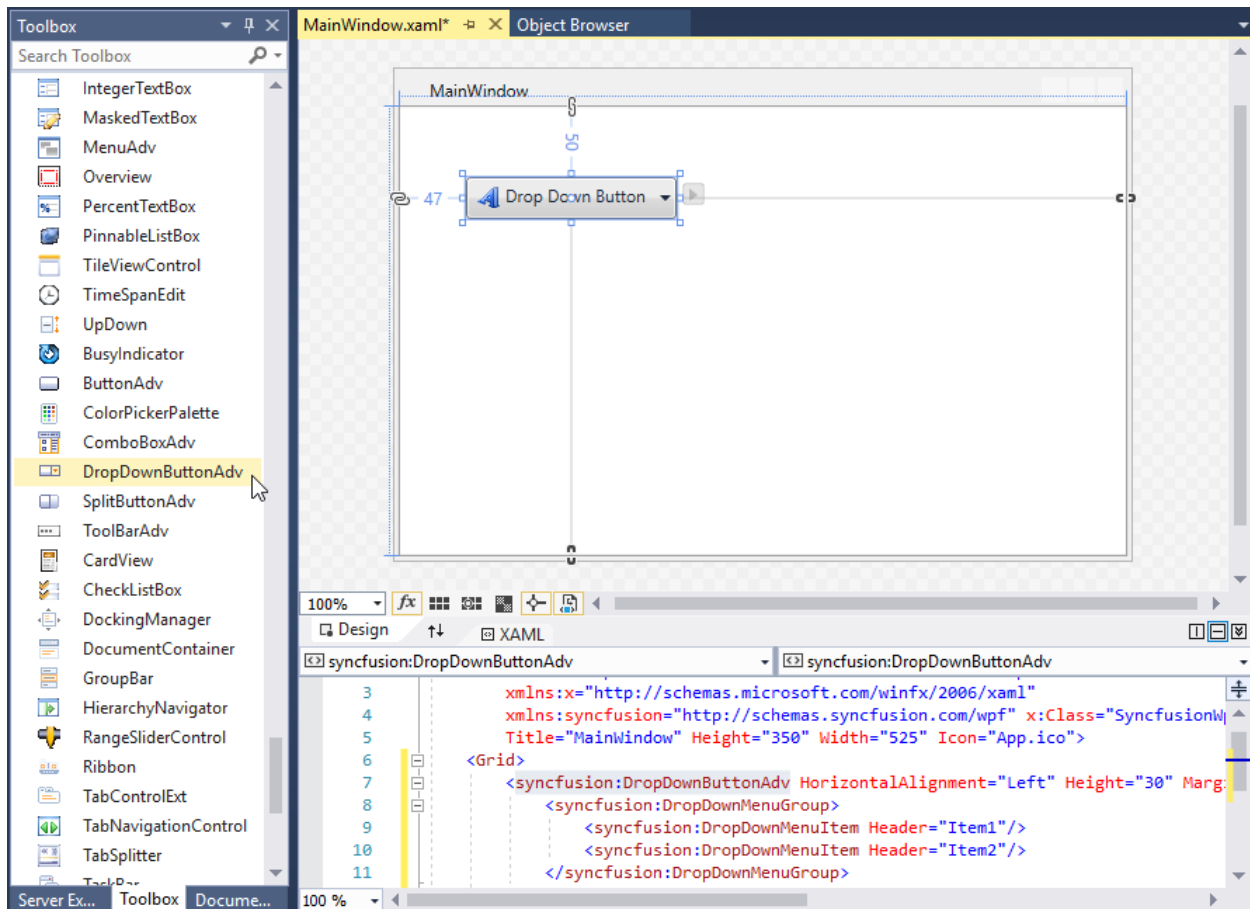 Toolbox
Search Toolbox
IntegerTextBox
MaskedTextBox
MenuAdv
Overview
PercentTextBox
PinnableListBox
TileViewControl
TimeSpanEdit
UpDown
BusyIndicator
ButtonAdv
ColorPickerPalette
ComboBoxAdv
DropDownButtonAdv
SplitButtonAdv
ToolBarAdv
CardView
CheckListBox
DockingManager
DocumentContainer
GroupBar
HierarchyNavigator
RangeSliderControl
Ribbon
TabControlExt
TabNavigationControl
TabSplitter
TaskBar
Server Ex... Toolbox Docume...
MainWindow.xaml* Object Browser
MainWindow
50
47
Drop Down Button
100% fx
Design XAML
syncfusion:DropDownButtonAdv syncfusion:DropDownButtonAdv
3 xmlns:x="http://schemas.microsoft.com/winfx/2006/xaml"
4 xmlns:syncfusion="http://schemas.syncfusion.com/wpf" x:Class="SyncfusionW
5 Title="MainWindow" Height="350" Width="525" Icon="App.ico">
6 <Grid>
7 <syncfusion:DropDownButtonAdv HorizontalAlignment="Left" Height="30" Marg
8 <syncfusion:DropDownMenuGroup>
9 <syncfusion:DropDownMenuItem Header="Item1"/>
10 <syncfusion:DropDownMenuItem Header="Item2"/>
11 </syncfusion:DropDownMenuGroup>
100 %